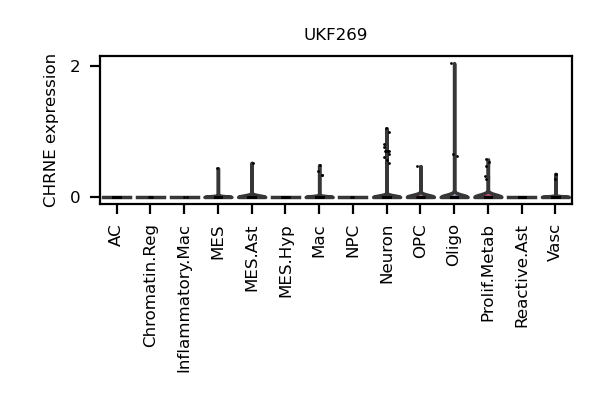 UKF269
CHRNE expression
2
0
AC
Chromatin.Reg
Inflammatory.Mac
MES
MES.Ast
MES.Hyp
Mac
NPC
Neuron
OPC
Oligo
Prolif.Metab
Reactive.Ast
Vasc